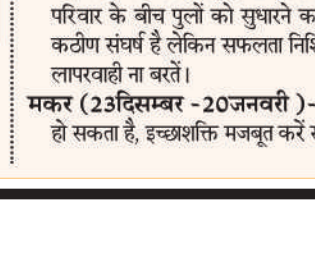 परिवार के बीच पुलों को सुधारने क
कठीण संघर्ष है लेकिन सफलता निशि
लापरवाही ना बरतें।
मकर (23दिसम्बर -20जनवरी )-
हो सकता है, इच्छाशक्ति मजबूत करें